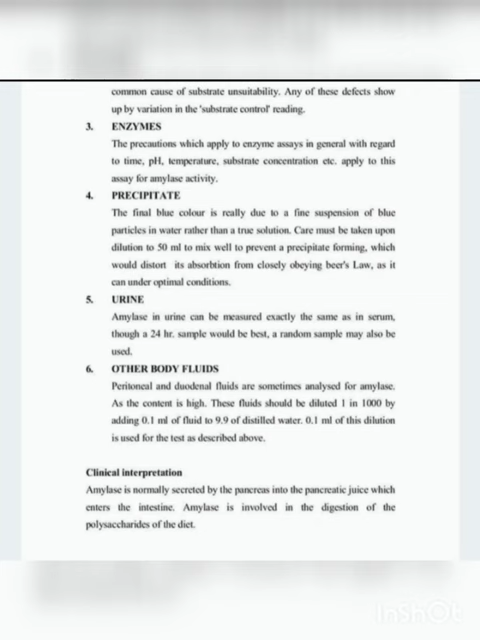 common cause of substrate unsuitability. Any of these defects show
up by variation in the 'substrate control' reading.
3. ENZYMES
The precautions which apply to enzyme assays in general with regard
to time, pH, temperature, substrate concentration etc. apply to this
assay for amylase activity.
4. PRECIPITATE
The final blue colour is really due to a fine suspension of blue
particles in water rather than a true solution. Care must be taken upon
dilution to 50 ml to mix well to prevent a precipitate forming, which
would distort its absorbtion from closely obeying beer's Law, as it
can under optimal conditions.
5. URINE
Amylase in urine can be measured exactly the same as in serum,
though a 24 hr. sample would be best, a random sample may also be
used.
6. OTHER BODY FLUIDS
Peritoneal and duodenal fluids are sometimes analysed for amylase.
As the content is high. These fluids should be diluted 1 in 1000 by
adding 0.1 ml of fluid to 9.9 of distilled water. 0.1 ml of this dilution
is used for the test as described above.
Clinical interpretation
Amylase is normally secreted by the pancreas into the pancreatic juice which
enters the intestine. Amylase is involved in the digestion of the
polysaccharides of the diet.
InShOt